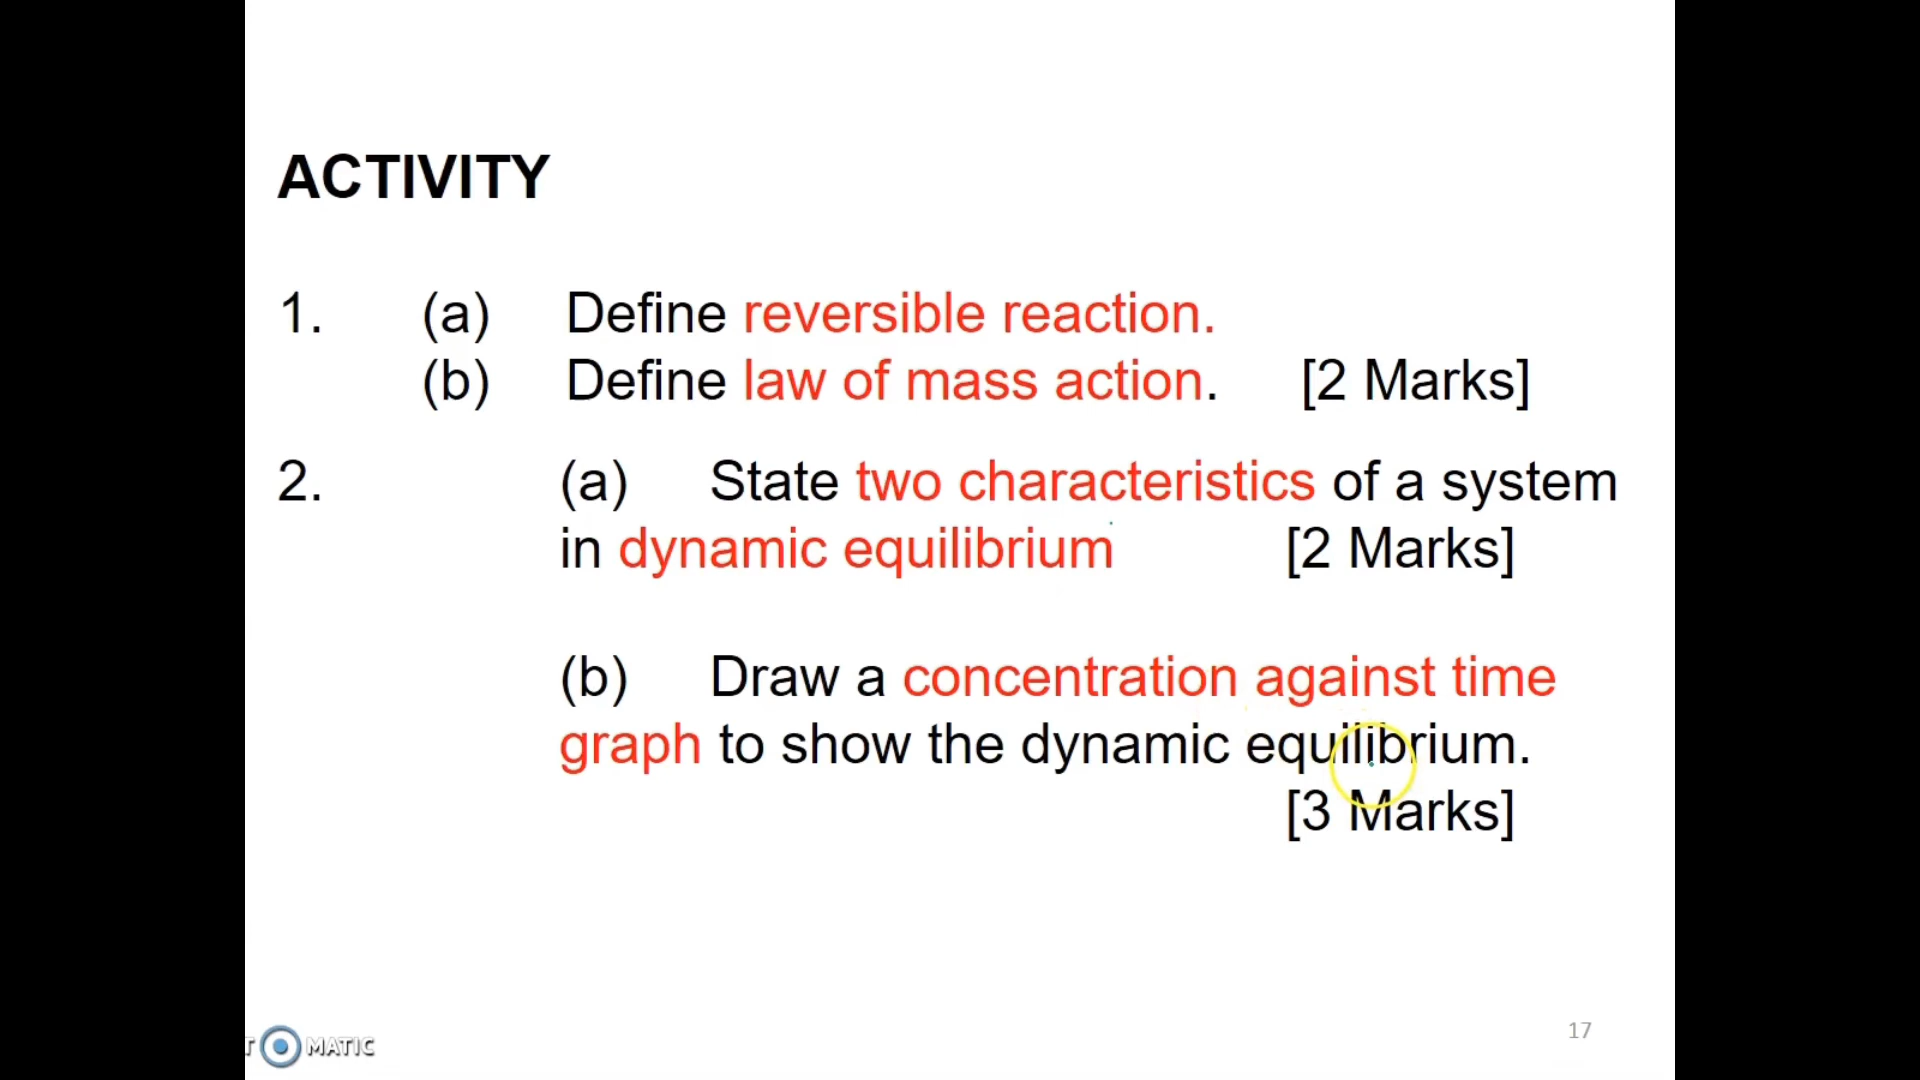 ACTIVITY
1. (a) Define reversible reaction.
(b) Define law of mass action. [2 Marks]
2. (a) State two characteristics of a system
in dynamic equilibrium [2 Marks]
(b) Draw a concentration against time
graph to show the dynamic equilibrium.
[3 Marks]
MATIC
17